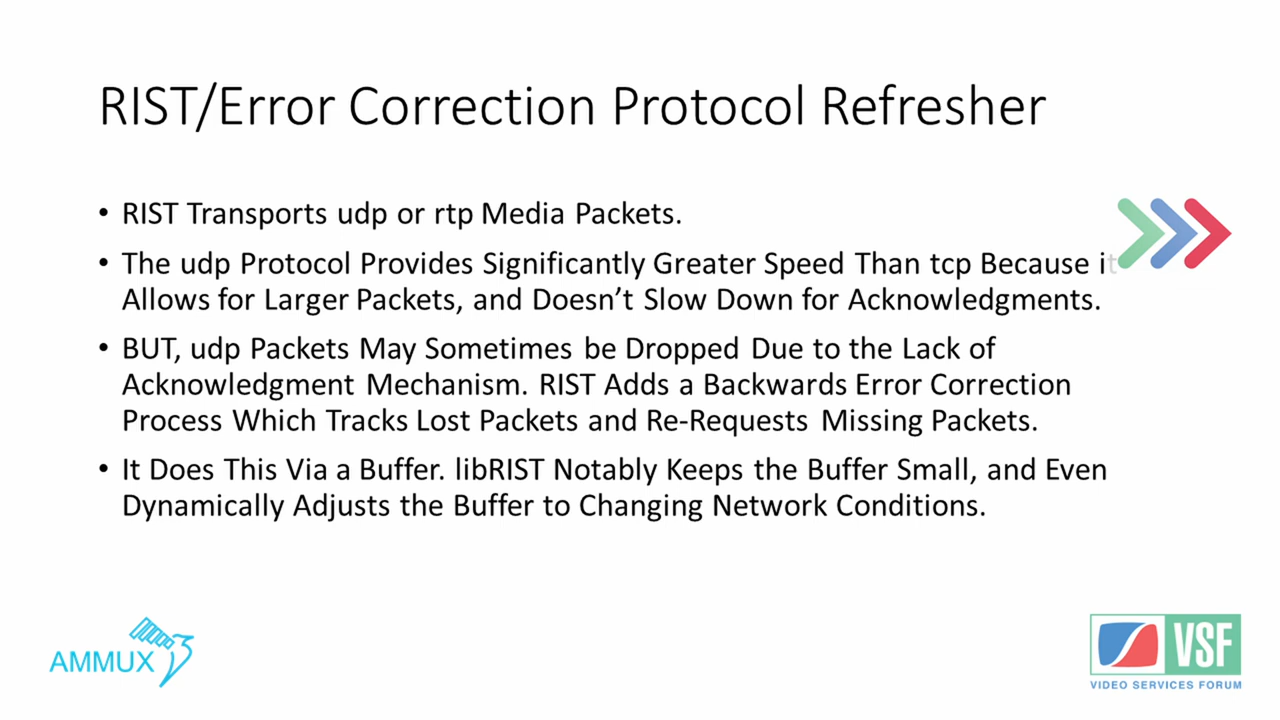 RIST/Error Correction Protocol Refresher
• RIST Transports udp or rtp Media Packets.
• The udp Protocol Provides Significantly Greater Speed Than tcp Because it
Allows for Larger Packets, and Doesn’t Slow Down for Acknowledgments.
• BUT, udp Packets May Sometimes be Dropped Due to the Lack of
Acknowledgment Mechanism. RIST Adds a Backwards Error Correction
Process Which Tracks Lost Packets and Re-Requests Missing Packets.
• It Does This Via a Buffer. libRIST Notably Keeps the Buffer Small, and Even
Dynamically Adjusts the Buffer to Changing Network Conditions.
AMMUX
VSF
VIDEO SERVICES FORUM